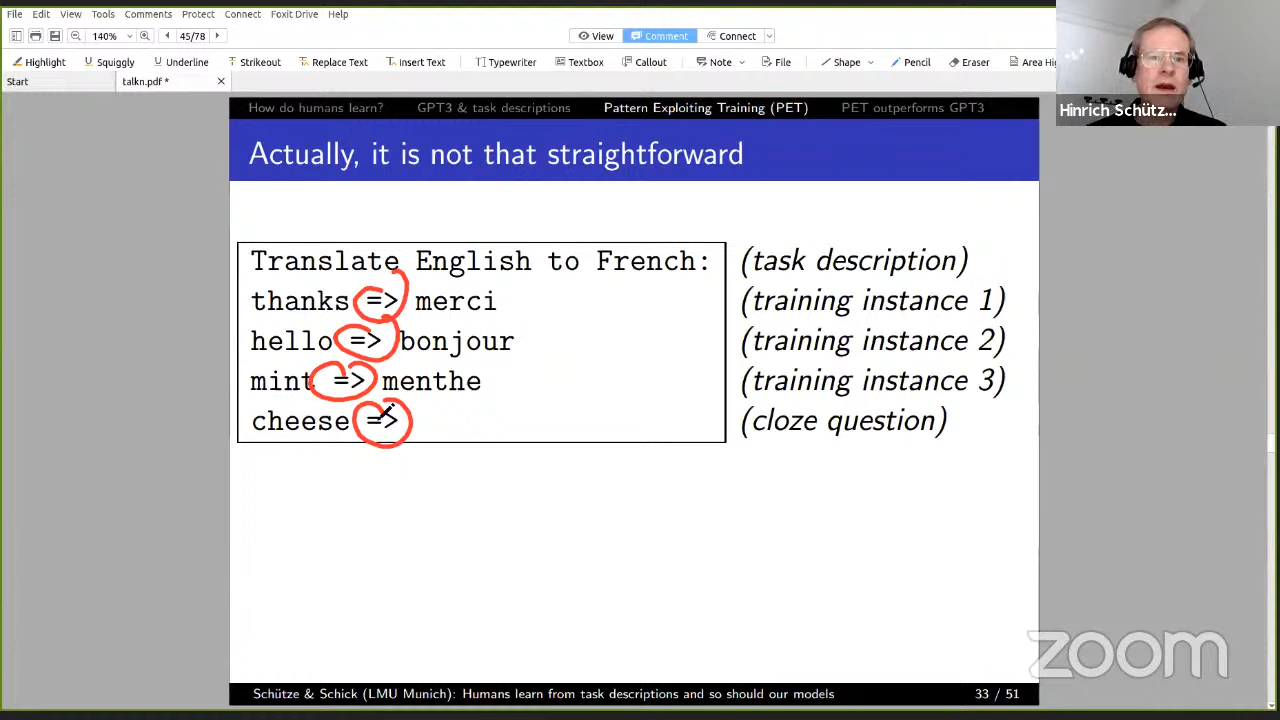 File Edit View Tools Comments Protect Connect Foxit Drive Help
140% 45/78 View Comment Connect
Highlight Squiggly Underline Strikeout Replace Text Insert Text Typewriter Textbox Callout Note File Shape Pencil Eraser Area Hi
Start talkn.pdf *
Hinrich Schütz...
How do humans learn? GPT3 & task descriptions Pattern Exploiting Training (PET) PET outperforms GPT3
Actually, it is not that straightforward
Translate English to French: (task description)
thanks => merci (training instance 1)
hello => bonjour (training instance 2)
mint => menthe (training instance 3)
cheese => (cloze question)
zoom
Schütze & Schick (LMU Munich): Humans learn from task descriptions and so should our models 33 / 51